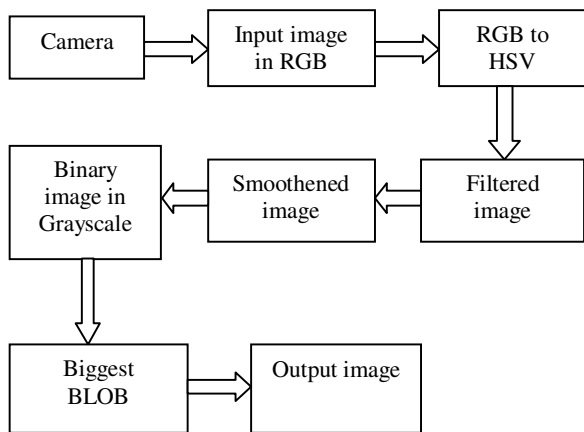 Camera
Input image
in RGB
RGB to
HSV
Binary
image in
Grayscale
Smoothened
image
Filtered
image
Biggest
BLOB
Output image